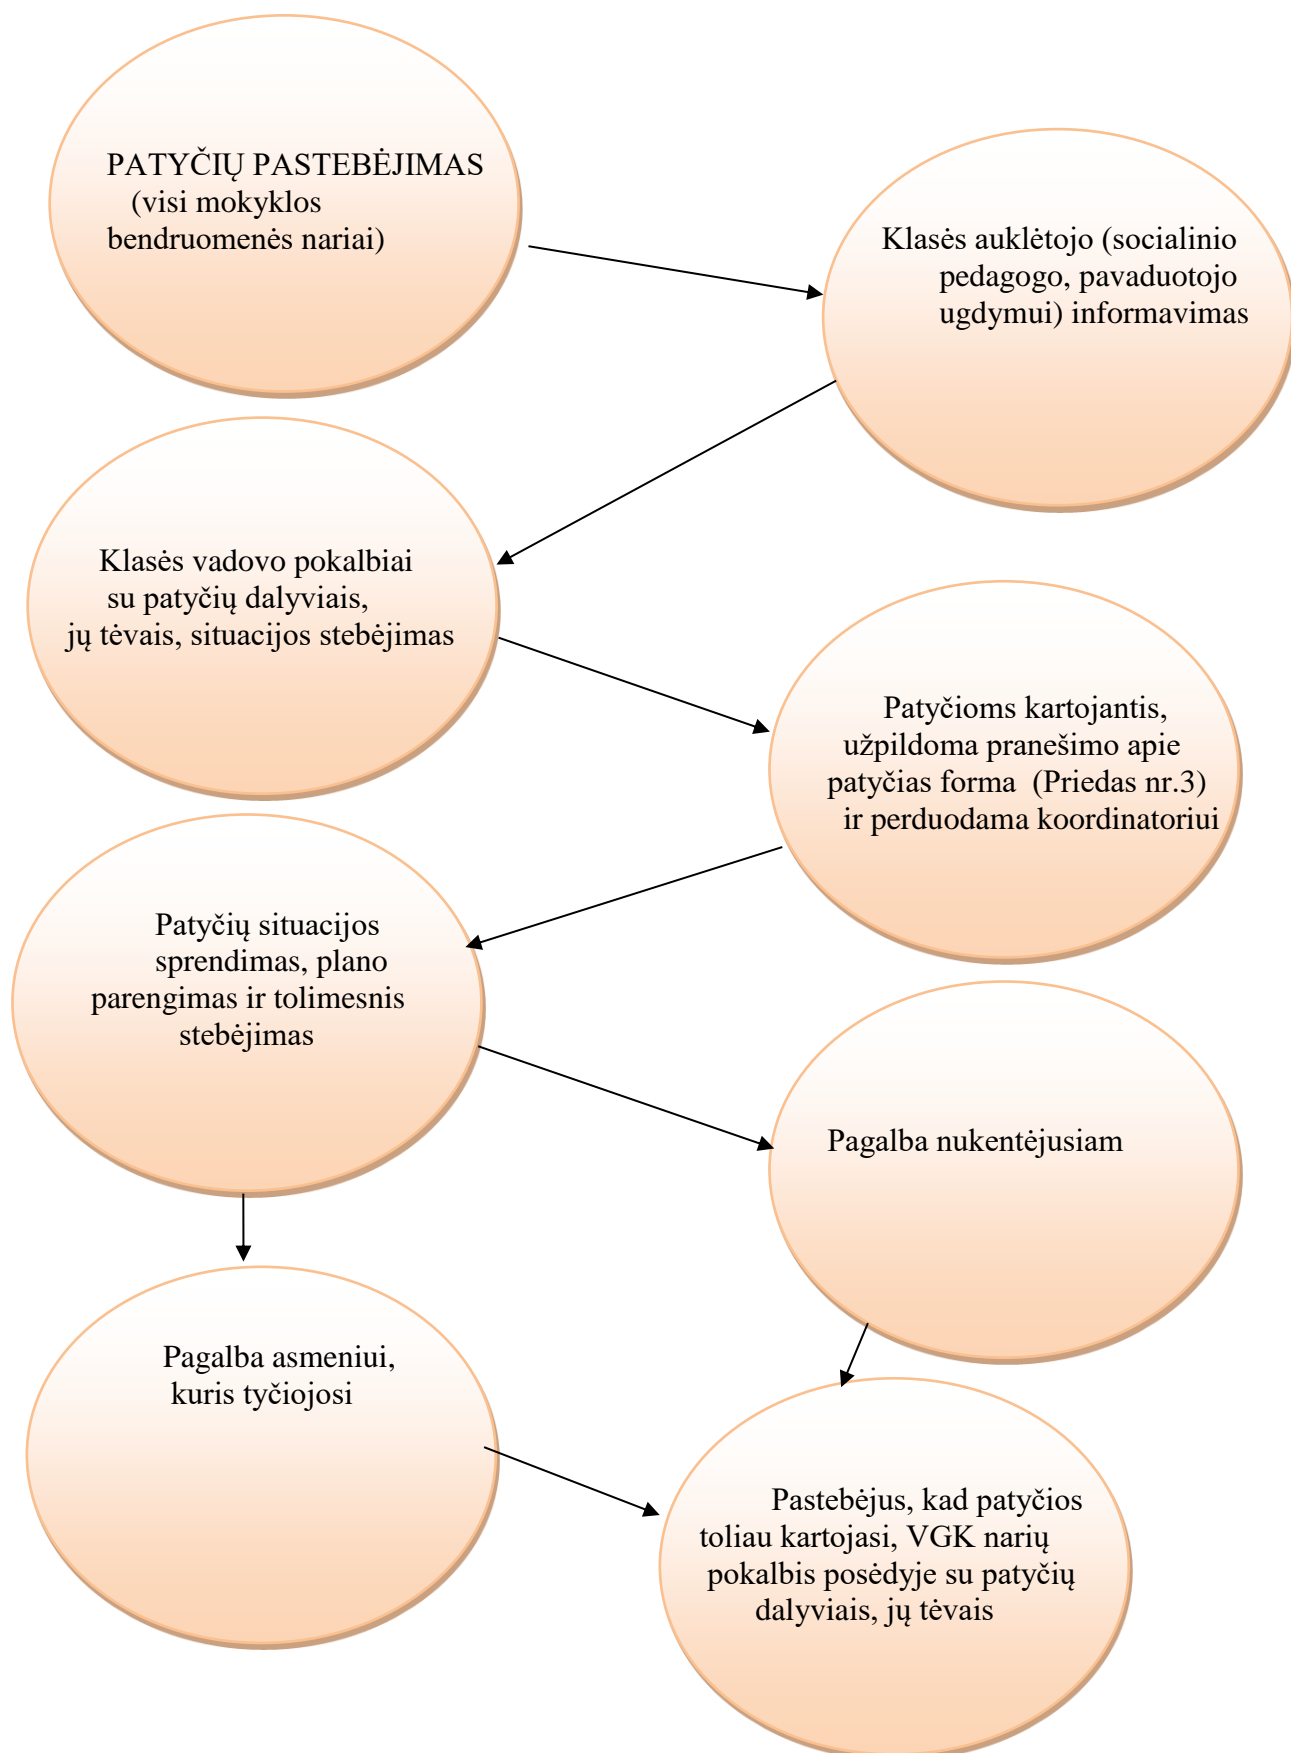 PATYČIŲ PASTEBĖJIMAS
(visi mokyklos
bendruomenės nariai)
Klasės auklėtojo (socialinio
pedagogo, pavaduotojo
ugdymui) informavimas
Klasės vadovo pokalbiai
su patyčių dalyviais,
jų tėvais, situacijos stebėjimas
Patyčioms kartojantis,
užpildoma pranešimo apie
patyčias forma (Priedas nr.3)
ir perduodama koordinatoriui
Patyčių situacijos
sprendimas, plano
parengimas ir tolimesnis
stebėjimas
Pagalba nukentėjusiam
Pagalba asmeniui,
kuris tyčiojosi
Pastebėjus, kad patyčios
toliau kartojasi, VGK narių
pokalbis posėdyje su patyčių
dalyviais, jų tėvais